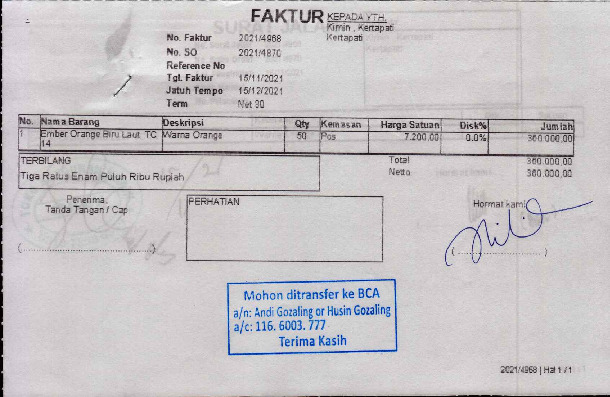 FAKTUR
KEPADA YTH.
Kimin , Kertapati
Kertapati
No. Faktur 2021/4968
No. SO 2021/4870
Reference No
Tgl. Faktur 15/11/2021
Jatuh Tempo 15/12/2021
Term Net 30
No. Nama Barang Deskripsi Qty Kemasan Harga Satuan Disk% Jumlah
1 Ember Orange Biru Laut TC Warna Orange 50 Pcs 7.200.00 0.0% 360.000,00
14
TERBILANG
Tiga Ratus Enam Puluh Ribu Rupiah
Total 360.000,00
Netto 360.000,00
Penerima,
Tanda Tangan / Cap
(..............................)
PERHATIAN
Hormat kami
(..............................)
Mohon ditransfer ke BCA
a/n: Andi Gozaling or Husin Gozaling
a/c: 116. 6003. 777
Terima Kasih
2021/4968 | Hal 1 / 1